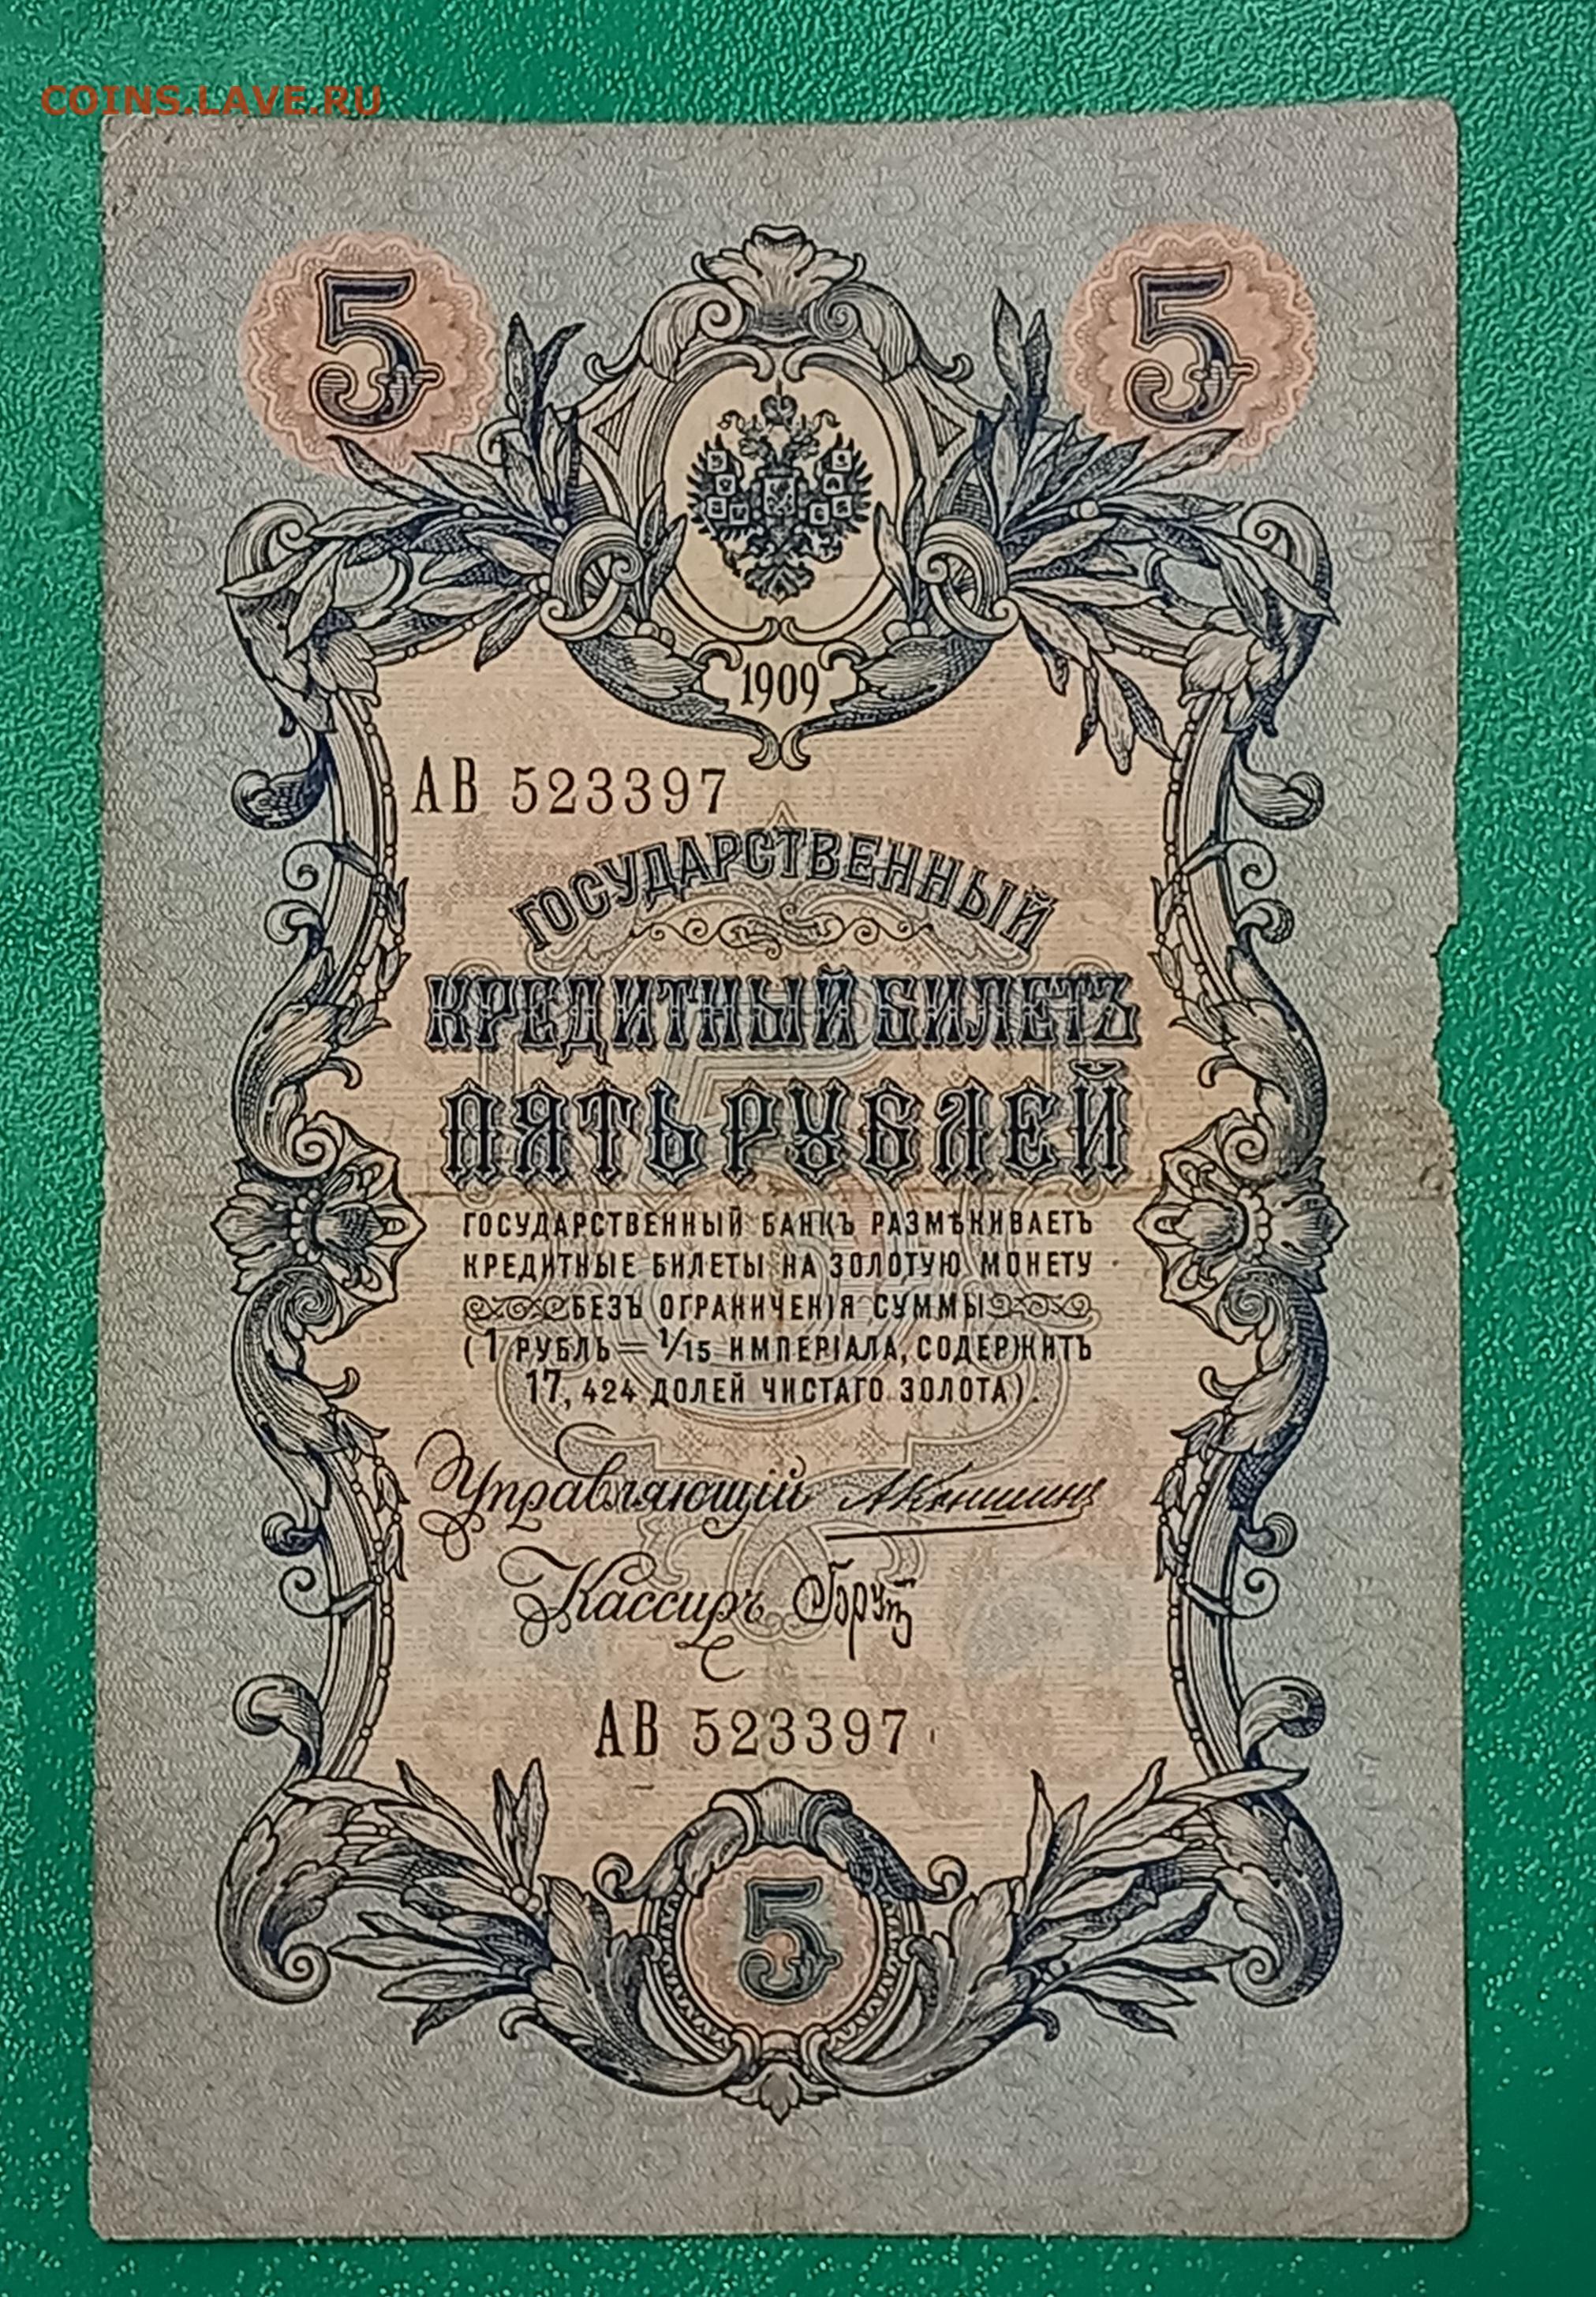 COINS.LAVE.RU
5 5
1909
АВ 523397
ГОСУДАРСТВЕННЫЙ
КРЕДИТНЫЙ БИЛЕТЪ
ПЯТЬ РУБЛЕЙ
ГОСУДАРСТВЕННЫЙ БАНКЪ РАЗМѢНИВАЕТЪ
КРЕДИТНЫЕ БИЛЕТЫ НА ЗОЛОТУЮ МОНЕТУ
БЕЗЪ ОГРАНИЧЕНІЯ СУММЫ
(1 РУБЛЬ = 1/15 ИМПЕРІАЛА, СОДЕРЖИТЪ
17,424 ДОЛЕЙ ЧИСТАГО ЗОЛОТА).
Управляющій АКоншинъ
Кассиръ
АВ 523397
5